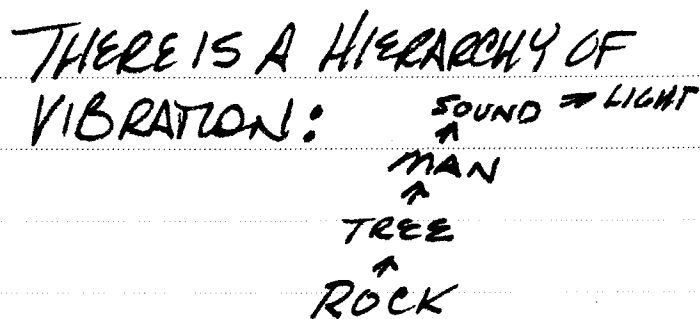 THERE IS A HIERARCHY OF
VIBRATION:
SOUND → LIGHT
↑
MAN
↑
TREE
↑
ROCK